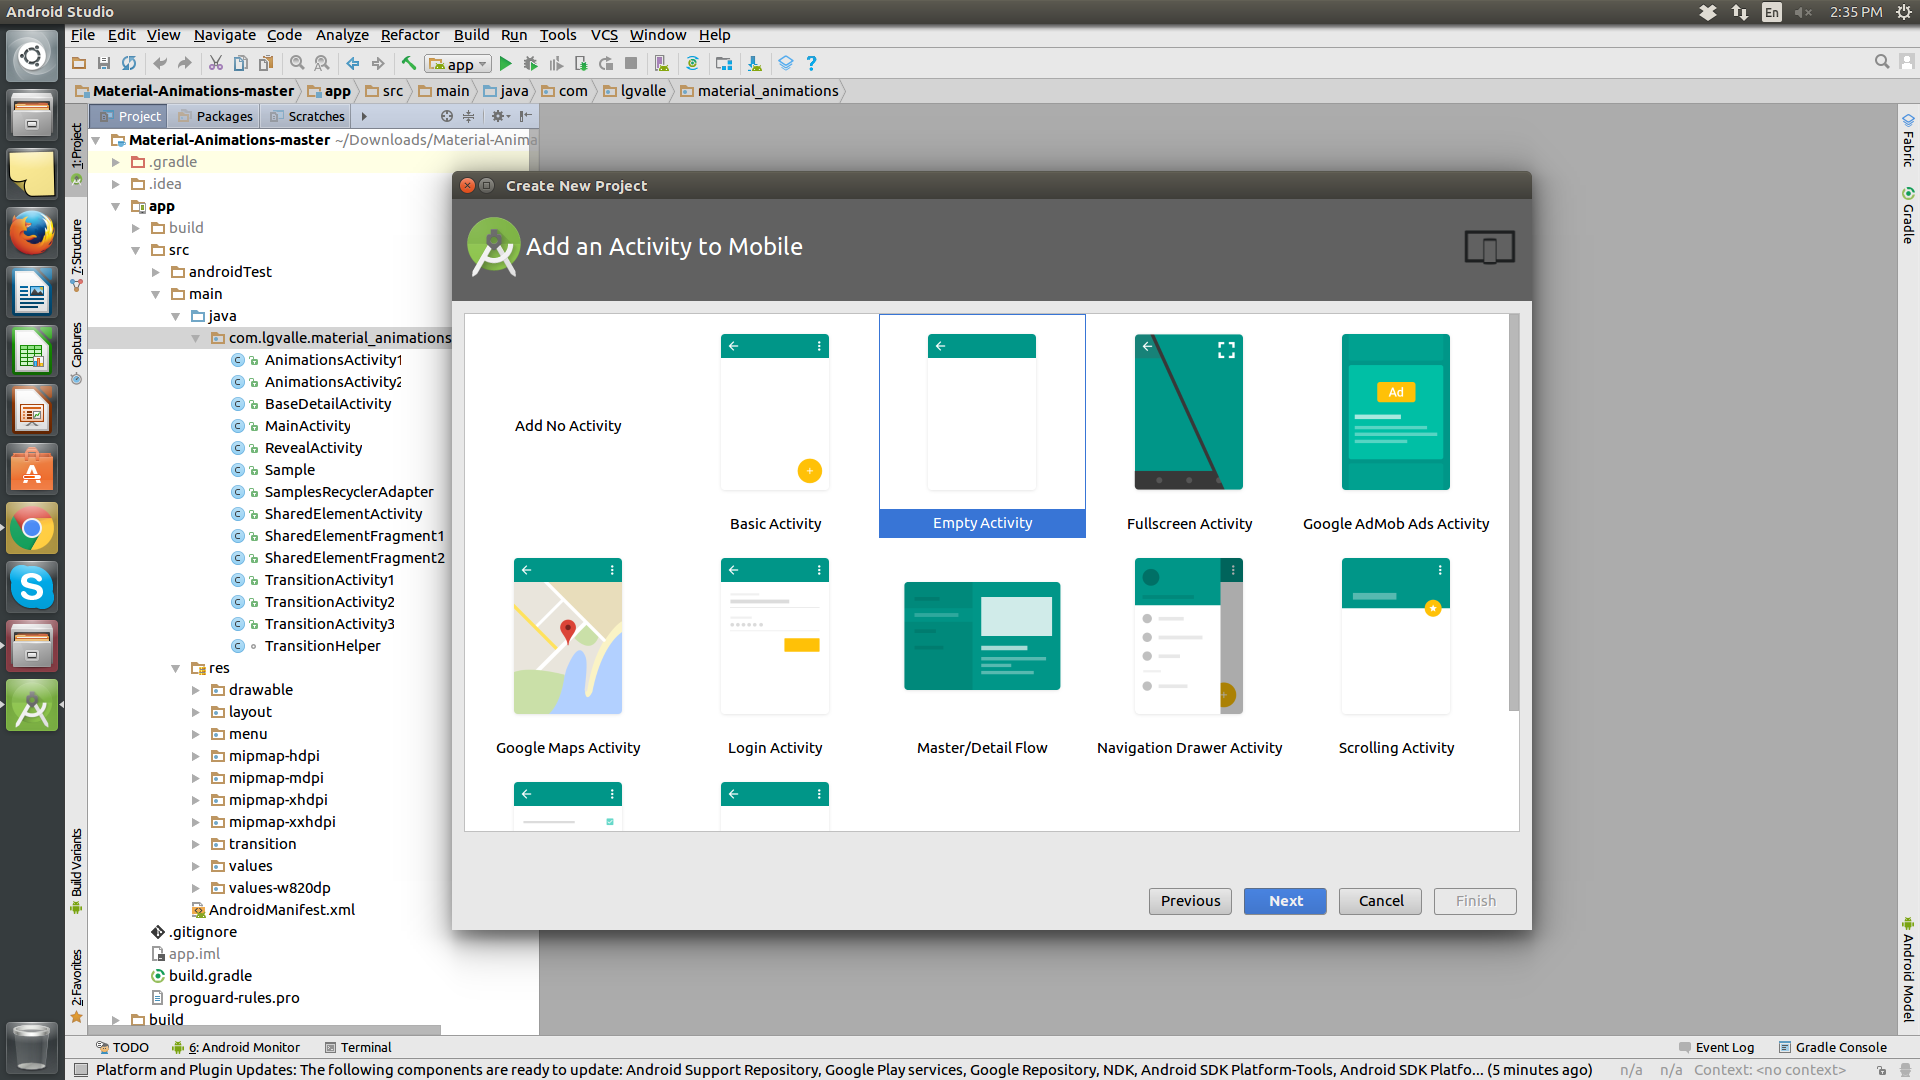 Android Studio
En
2:35 PM
File Edit View Navigate Code Analyze Refactor Build Run Tools VCS Window Help
app
Material-Animations-master app src main java com lgvalle material_animations
Project Packages Scratches
Material-Animations-master ~/Downloads/Material-Anima
.gradle
.idea
app
build
src
androidTest
main
java
com.lgvalle.material_animations
AnimationsActivity1
AnimationsActivity2
BaseDetailActivity
MainActivity
RevealActivity
Sample
SamplesRecyclerAdapter
SharedElementActivity
SharedElementFragment1
SharedElementFragment2
TransitionActivity1
TransitionActivity2
TransitionActivity3
TransitionHelper
res
drawable
layout
menu
mipmap-hdpi
mipmap-mdpi
mipmap-xhdpi
mipmap-xxhdpi
transition
values
values-w820dp
AndroidManifest.xml
.gitignore
app.iml
build.gradle
proguard-rules.pro
build
1: Project
7: Structure
Captures
Build Variants
2: Favorites
Create New Project
Add an Activity to Mobile
Add No Activity
Basic Activity
Empty Activity
Fullscreen Activity
Ad
Google AdMob Ads Activity
Google Maps Activity
Login Activity
Master/Detail Flow
Navigation Drawer Activity
Scrolling Activity
Previous Next Cancel Finish
Fabric
Gradle
Android Model
TODO 6: Android Monitor Terminal Event Log Gradle Console
Platform and Plugin Updates: The following components are ready to update: Android Support Repository, Google Play services, Google Repository, NDK, Android SDK Platform-Tools, Android SDK Platfo... (5 minutes ago) n/a n/a Context: <no context>